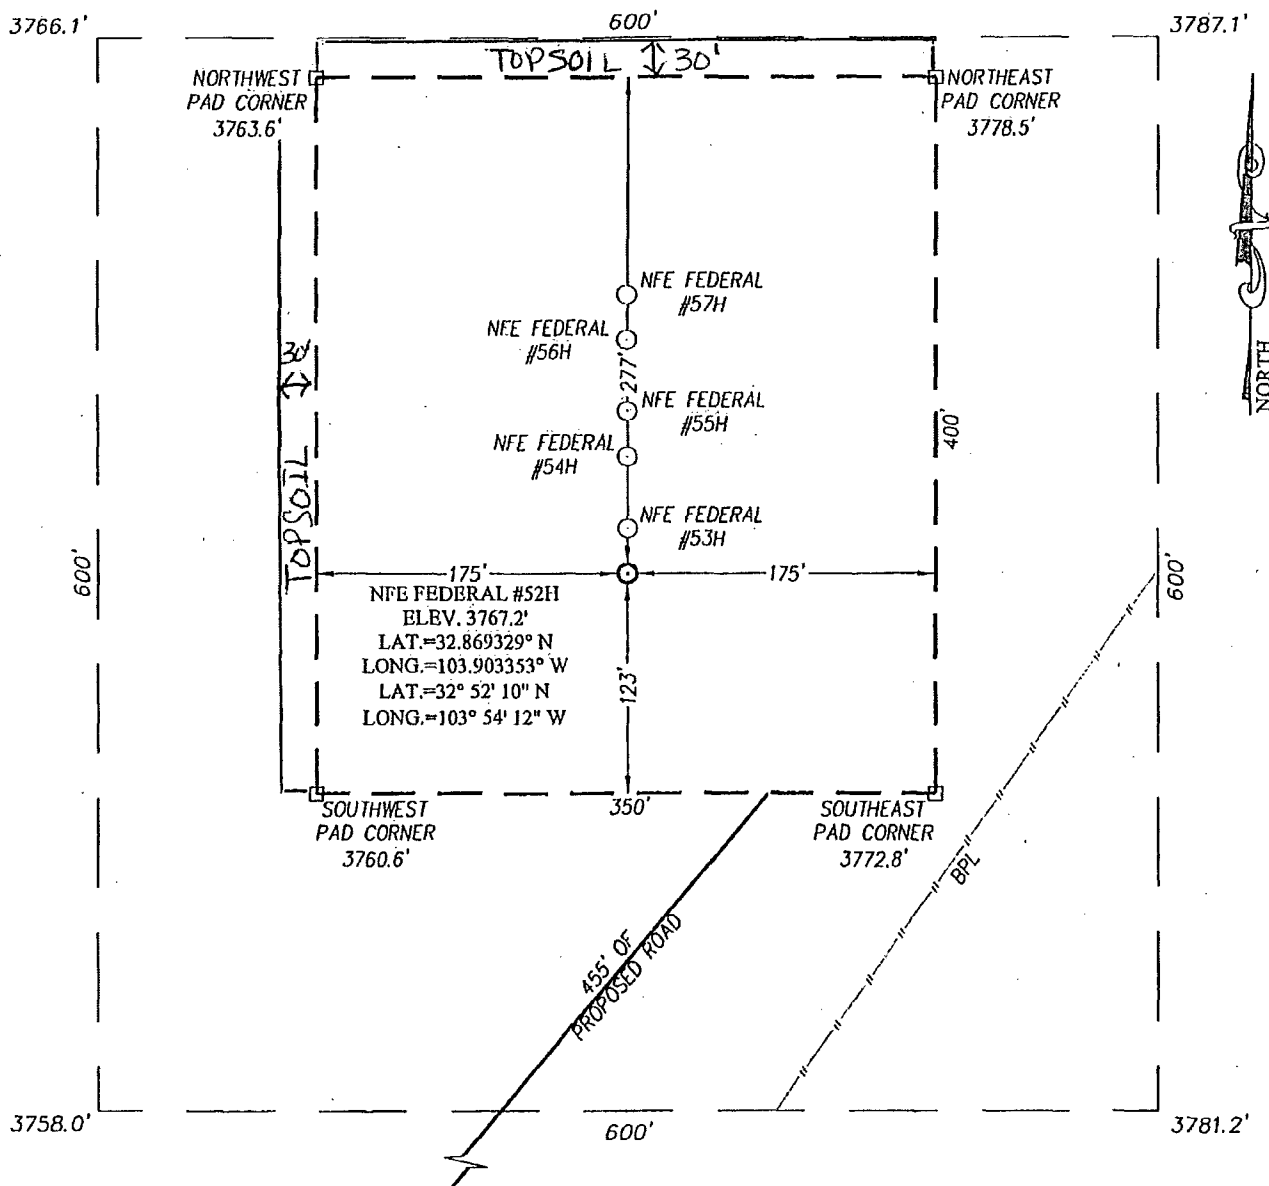 3766.1'
600'
3787.1'
TOPSOIL 30'
NORTHWEST
PAD CORNER
3763.6'
NORTHEAST
PAD CORNER
3778.5'
NFE FEDERAL
#57H
NFE FEDERAL
#56H
277'
30'
NFE FEDERAL
#55H
NFE FEDERAL
#54H
400'
NORTH
TOPSOIL
NFE FEDERAL
#53H
600'
175'
175'
600'
NFE FEDERAL #52H
ELEV. 3767.2'
LAT.=32.869329° N
LONG.=103.903353° W
LAT.=32° 52' 10" N
LONG.=103° 54' 12" W
123'
SOUTHWEST
PAD CORNER
3760.6'
350'
SOUTHEAST
PAD CORNER
3772.8'
BPL
455' OF
PROPOSED ROAD
3758.0'
600'
3781.2'